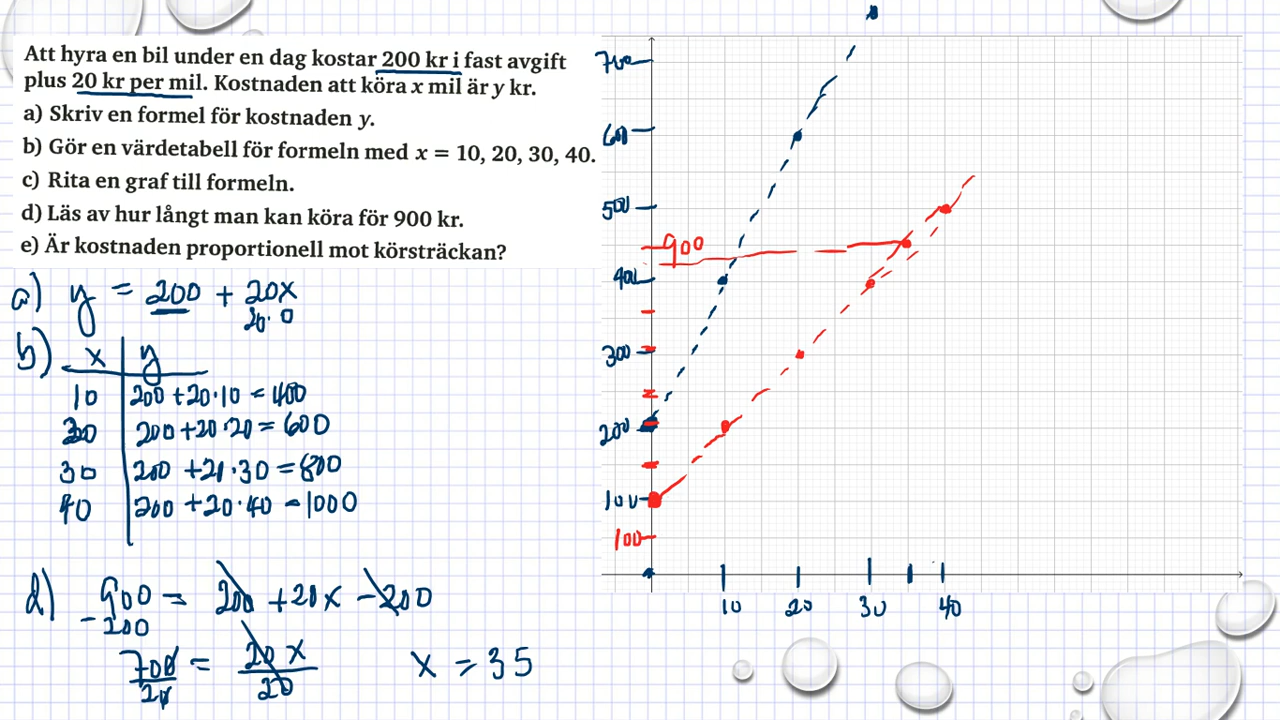 Att hyra en bil under en dag kostar 200 kr i fast avgift
plus 20 kr per mil. Kostnaden att köra x mil är y kr.
a) Skriv en formel för kostnaden y.
b) Gör en värdetabell för formeln med x = 10, 20, 30, 40.
c) Rita en graf till formeln.
d) Läs av hur långt man kan köra för 900 kr.
e) Är kostnaden proportionell mot körsträckan?
a) y = 200 + 20x
20·0
b) x y
10 200 + 20·10 = 400
20 200 + 20·20 = 600
30 200 + 20·30 = 800
40 200 + 20·40 = 1000
d) 900 = 200 + 20x - 200
-200
700 = 20x x = 35
20 20
700
600
500
900
400
300
200
100
100
10 20 30 40